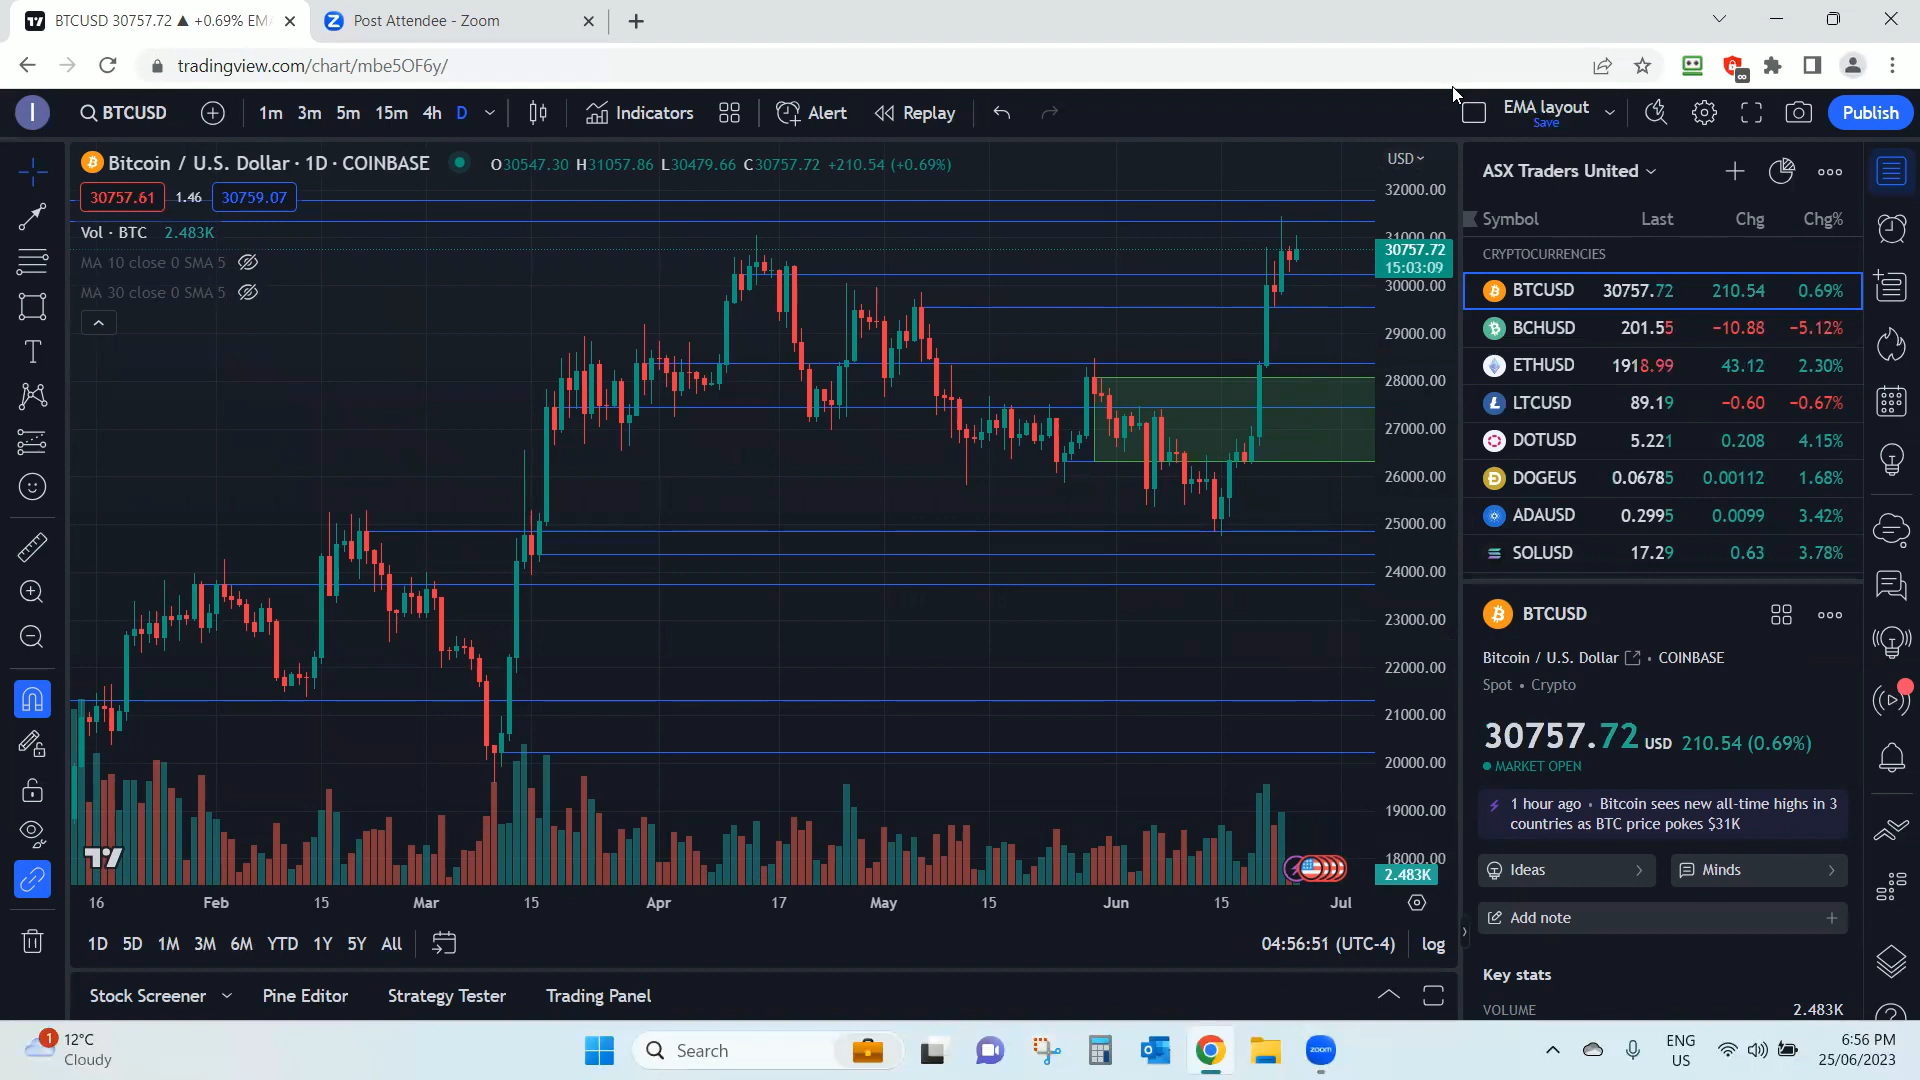 BTCUSD 30757.72 ▲ +0.69% EMA
Post Attendee - Zoom
tradingview.com/chart/mbe5OF6y/
I
BTCUSD
1m 3m 5m 15m 4h D
Indicators
Alert
Replay
EMA layout
Save
Publish
Bitcoin / U.S. Dollar · 1D · COINBASE
O30547.30 H31057.86 L30479.66 C30757.72 +210.54 (+0.69%)
30757.61 1.46 30759.07
Vol · BTC 2.483K
MA 10 close 0 SMA 5
MA 30 close 0 SMA 5
USD
32000.00
31000.00
30757.72
15:03:09
30000.00
29000.00
28000.00
27000.00
26000.00
25000.00
24000.00
23000.00
22000.00
21000.00
20000.00
19000.00
18000.00
2.483K
16 Feb 15 Mar 15 Apr 17 May 15 Jun 15 Jul
1D 5D 1M 3M 6M YTD 1Y 5Y All
04:56:51 (UTC-4) log
Stock Screener Pine Editor Strategy Tester Trading Panel
ASX Traders United
Symbol Last Chg Chg%
CRYPTOCURRENCIES
BTCUSD 30757.72 210.54 0.69%
BCHUSD 201.55 −10.88 −5.12%
ETHUSD 1918.99 43.12 2.30%
LTCUSD 89.19 −0.60 −0.67%
DOTUSD 5.221 0.208 4.15%
DOGEUS 0.06785 0.00112 1.68%
ADAUSD 0.2995 0.0099 3.42%
SOLUSD 17.29 0.63 3.78%
BTCUSD
Bitcoin / U.S. Dollar · COINBASE
Spot • Crypto
30757.72 USD 210.54 (0.69%)
MARKET OPEN
1 hour ago • Bitcoin sees new all-time highs in 3
countries as BTC price pokes $31K
Ideas
Minds
Add note
Key stats
VOLUME 2.483K
1
12°C
Cloudy
Search
zoom
ENG
US
6:56 PM
25/06/2023